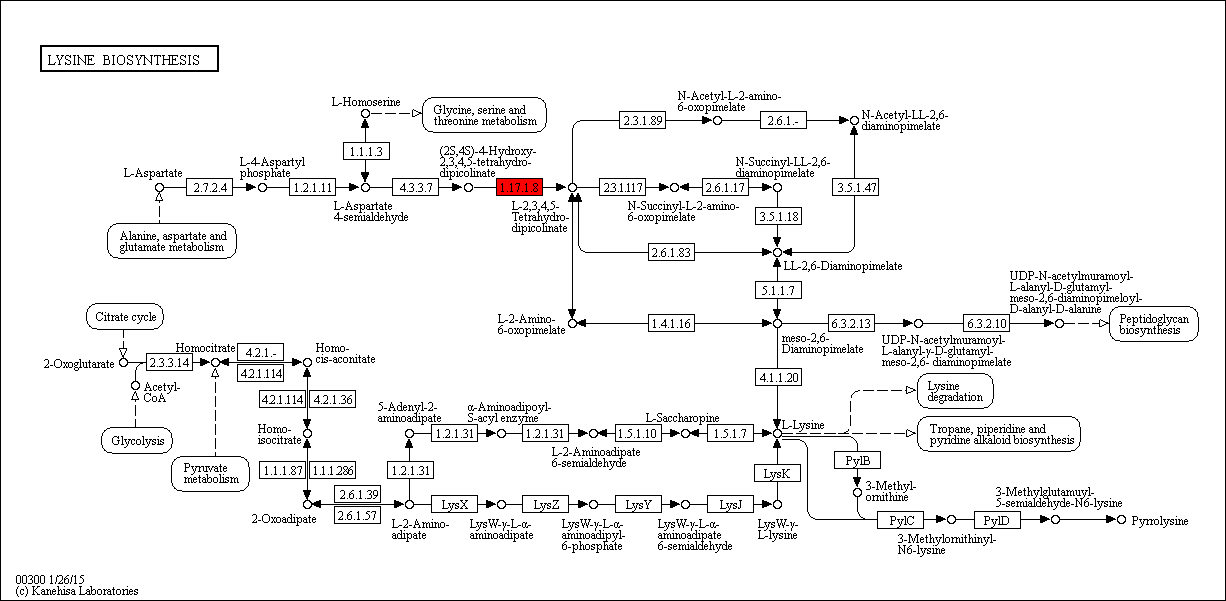 LYSINE BIOSYNTHESIS
L-Homoserine
Glycine, serine and
threonine metabolism
N-Acetyl-L-2-amino-
6-oxopimelate
2.3.1.89
2.6.1.-
N-Acetyl-LL-2,6-
diaminopimelate
1.1.1.3
L-Aspartate
L-4-Aspartyl
phosphate
(2S,4S)-4-Hydroxy-
2,3,4,5-tetrahydro-
dipicolinate
N-Succinyl-LL-2,6-
diaminopimelate
2.7.2.4
1.2.1.11
4.3.3.7
1.17.1.8
2.3.1.117
2.6.1.17
3.5.1.47
L-Aspartate
4-semialdehyde
L-2,3,4,5-
Tetrahydro-
dipicolinate
N-Succinyl-L-2-amino-
6-oxopimelate
3.5.1.18
Alanine, aspartate and
glutamate metabolism
2.6.1.83
LL-2,6-Diaminopimelate
5.1.1.7
UDP-N-acetylmuramoyl-
L-alanyl-D-glutamyl-
meso-2,6-diaminopimeloyl-
D-alanyl-D-alanine
Citrate cycle
L-2-Amino-
6-oxopimelate
1.4.1.16
6.3.2.13
6.3.2.10
Peptidoglycan
biosynthesis
meso-2,6-
Diaminopimelate
UDP-N-acetylmuramoyl-
L-alanyl-γ-D-glutamyl-
meso-2,6- diaminopimelate
2-Oxoglutarate
2.3.3.14
Homocitrate
4.2.1.-
4.2.1.114
Homo-
cis-aconitate
Acetyl-
CoA
4.1.1.20
Lysine
degradation
4.2.1.114
4.2.1.36
5-Adenyl-2-
aminoadipate
α-Aminoadipoyl-
S-acyl enzyme
L-Saccharopine
L-Lysine
Glycolysis
Homo-
isocitrate
1.2.1.31
1.2.1.31
1.5.1.10
1.5.1.7
Tropane, piperidine and
pyridine alkaloid biosynthesis
L-2-Aminoadipate
6-semialdehyde
Pyruvate
metabolism
1.1.1.87
1.1.1.286
1.2.1.31
LysK
PylB
3-Methyl-
ornithine
2.6.1.39
2.6.1.57
LysX
LysZ
LysY
LysJ
3-Methylglutamuyl-
5-semialdehyde-N6-lysine
2-Oxoadipate
L-2-Amino-
adipate
LysW-γ-L-α-
aminoadipate
LysW-γ-L-α-
aminoadipyl-
6-phosphate
LysW-γ-L-α-
aminoadipate
6-semialdehyde
LysW-γ-
L-lysine
PylC
PylD
Pyrrolysine
3-Methylornithinyl-
N6-lysine
00300 1/26/15
(c) Kanehisa Laboratories